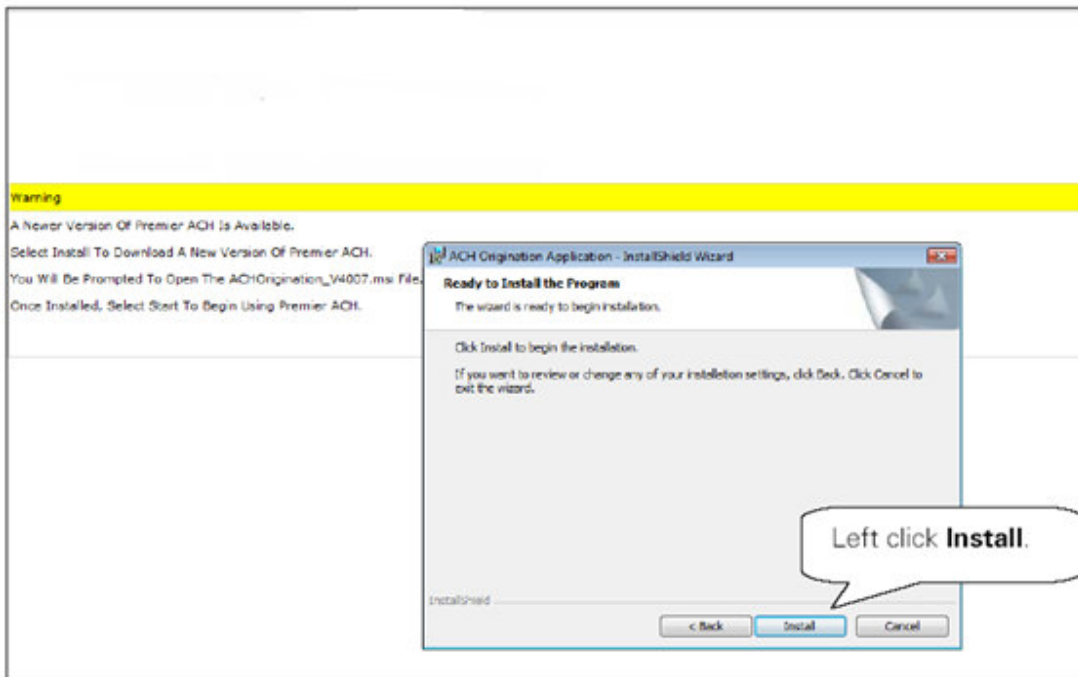 Warning
A Newer Version Of Premier ACH Is Available.
Select Install To Download A New Version Of Premier ACH.
You Will Be Prompted To Open The ACHOrigination_V4007.msi File.
Once Installed, Select Start To Begin Using Premier ACH.
ACH Origination Application - InstallShield Wizard
Ready to Install the Program
The wizard is ready to begin installation.
Click Install to begin the installation.
If you want to review or change any of your installation settings, click Back. Click Cancel to
exit the wizard.
Left click Install.
InstallShield
< Back
Install
Cancel